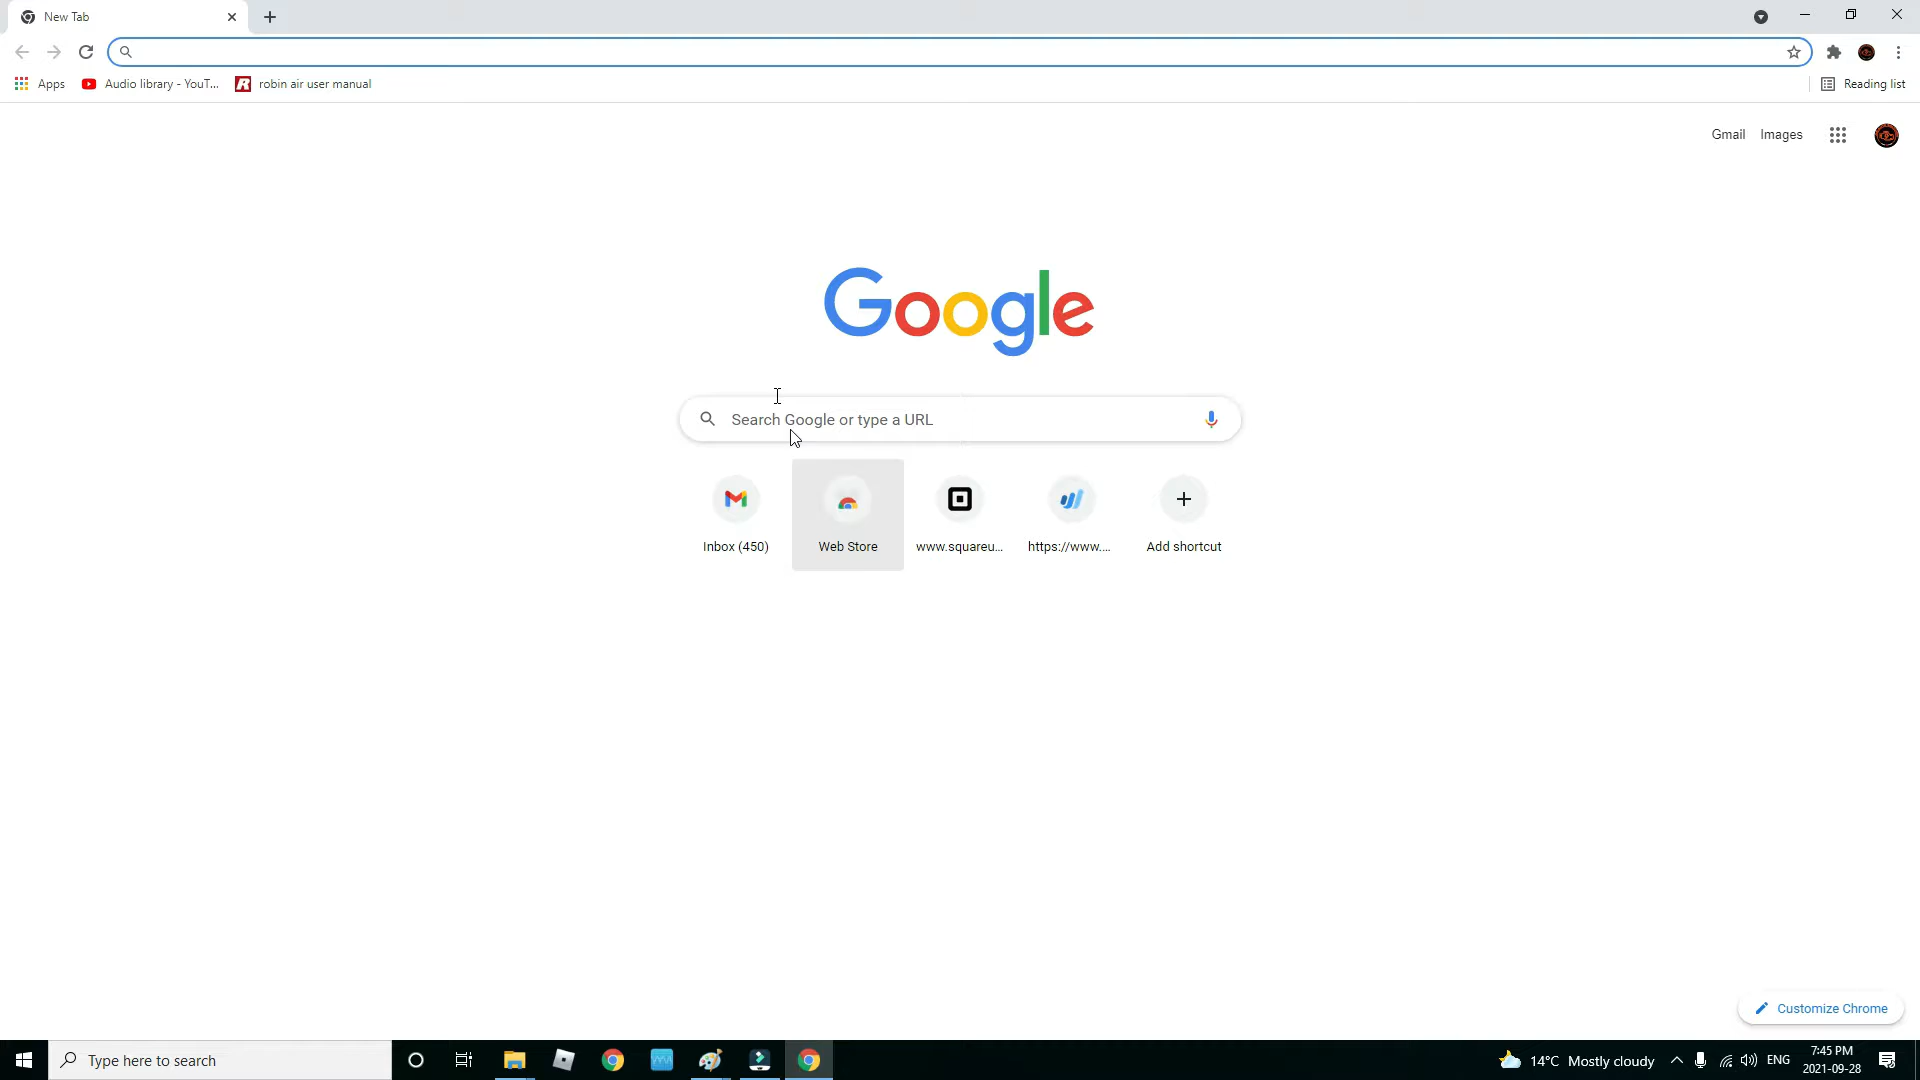 New Tab
Apps
Audio library - YouT...
robin air user manual
Reading list
Gmail
Images
Google
Search Google or type a URL
Inbox (450)
Web Store
www.squareu...
https://www....
Add shortcut
Customize Chrome
Type here to search
14°C Mostly cloudy
ENG
7:45 PM
2021-09-28